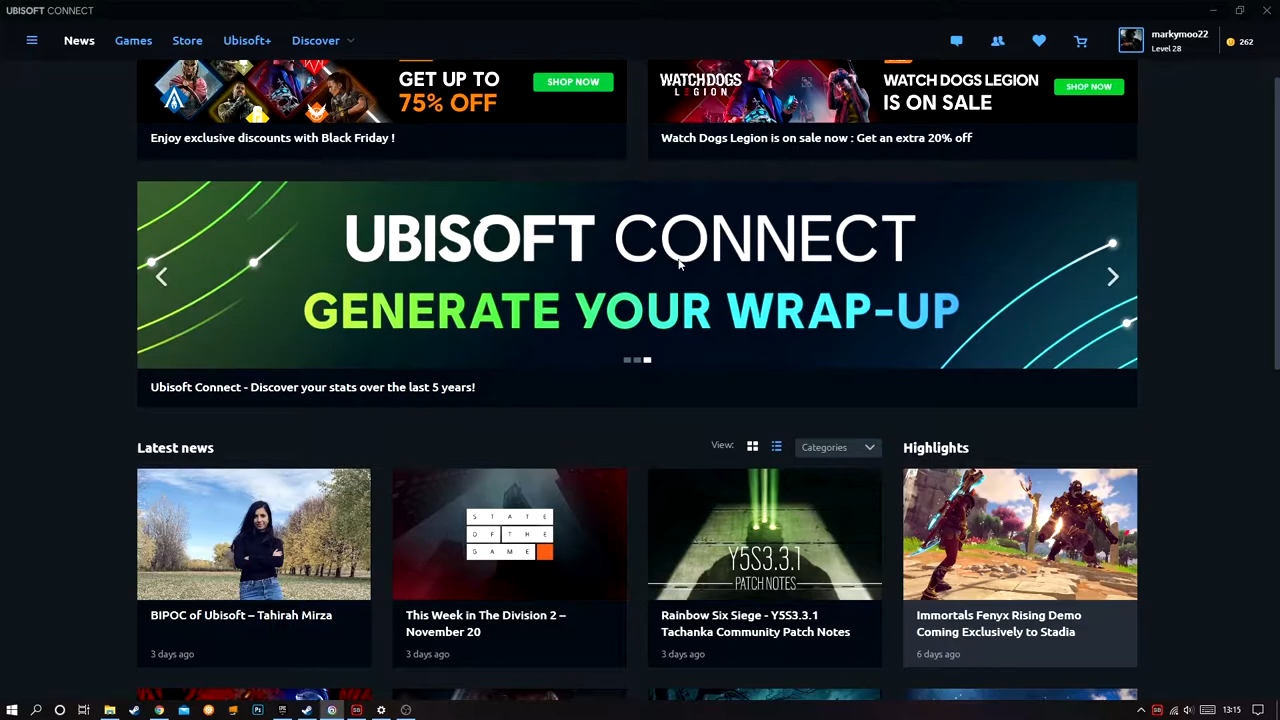 UBISOFT CONNECT
News
Games
Store
Ubisoft+
Discover
markymoo22
Level 28
262
GET UP TO
75% OFF
SHOP NOW
WATCHDOGS
LEGION
WATCH DOGS LEGION
IS ON SALE
SHOP NOW
Enjoy exclusive discounts with Black Friday !
Watch Dogs Legion is on sale now : Get an extra 20% off
UBISOFT CONNECT
GENERATE YOUR WRAP-UP
Ubisoft Connect - Discover your stats over the last 5 years!
Latest news
View:
Categories
Highlights
STATE
OF THE
GAME
Y5S3.3.1
PATCH NOTES
BIPOC of Ubisoft – Tahirah Mirza
3 days ago
This Week in The Division 2 –
November 20
3 days ago
Rainbow Six Siege - Y5S3.3.1
Tachanka Community Patch Notes
3 days ago
Immortals Fenyx Rising Demo
Coming Exclusively to Stadia
6 days ago
13:15